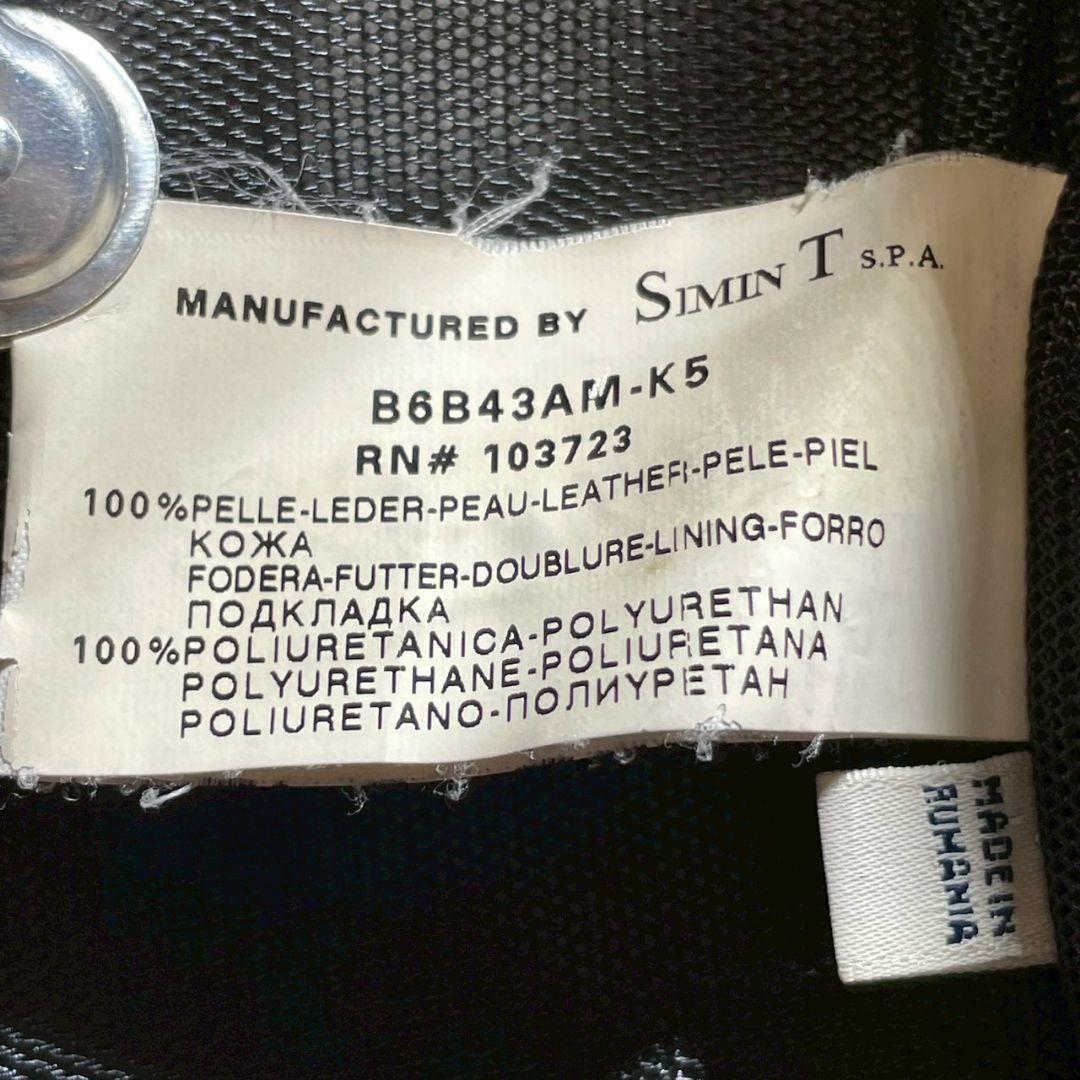 MANUFACTURED BY SIMIN T S.P.A.
B6B43AM-K5
RN# 103723
100%PELLE-LEDER-PEAU-LEATHER-PELE-PIEL
КОЖА
FODERA-FUTTER-DOUBLURE-LINING-FORRO
ПОДКЛАДКА
100%POLIURETANICA-POLYURETHAN
POLYURETHANE-POLIURETANA
POLIURETANO-ПОЛИУРЕТАН
MADE IN
RUMANIA